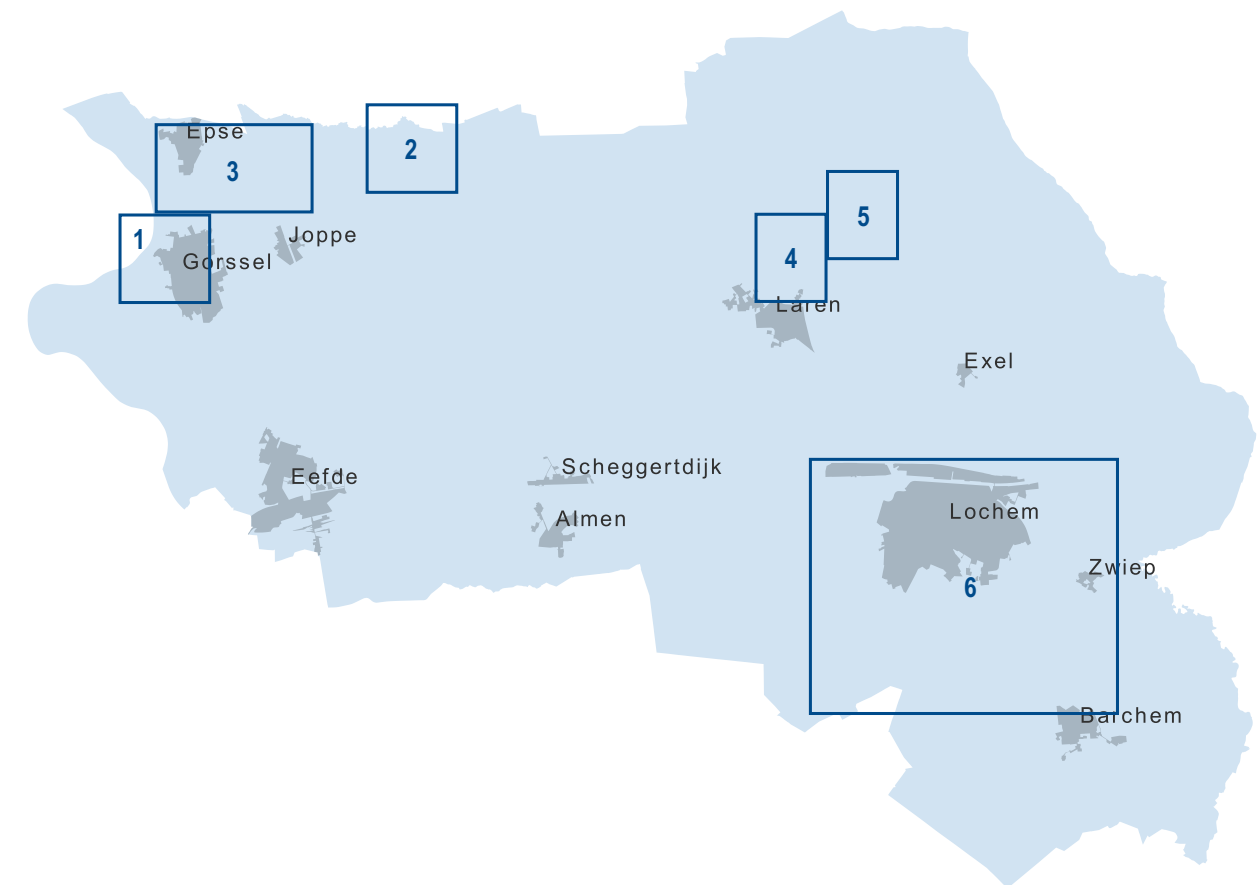 Epse
2
3
5
1
Joppe
4
Gorssel
Laren
Exel
Scheggertdijk
Eefde
Lochem
Almen
Zwiep
6
Barchem